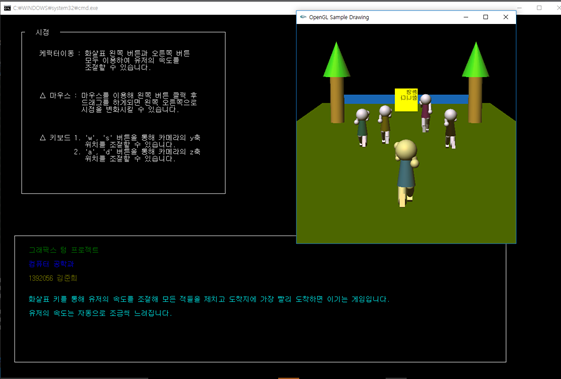 C:\WINDOWS\system32\cmd.exe
OpenGL Sample Drawing
시점
케릭터이동 : 화살표 왼쪽 버튼과 오른쪽 버튼
모두 이용하여 유저의 속도를
조절할 수 있습니다.
△ 마우스 : 마우스를 이용해 왼쪽 버튼 클릭 후
드래그를 하게되면 왼쪽 오른쪽으로
시점을 변화시킬 수 있습니다.
△ 키보드 1. 'w', 's' 버튼을 통해 카메라의 y축
위치를 조절할 수 있습니다.
2. 'a', 'd' 버튼을 통해 카메라의 z축
위치를 조절할 수 있습니다.
그래픽스 텀 프로젝트
1392056 김준희
화살표 키를 통해 유저의 속도를 조절해 모든 적들을 제치고 도착지에 가장 빨리 도착하면 이기는 게임입니다.
유저의 속도는 자동으로 조금씩 느려집니다.